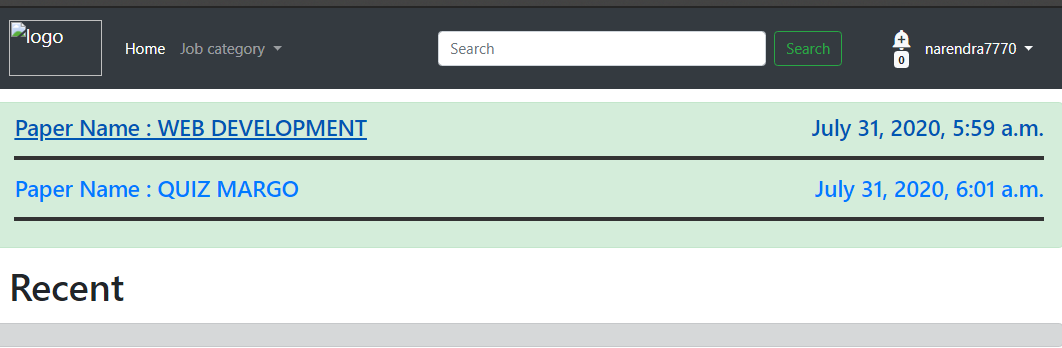 logo Home Job category Search Search + 0 narendra7770
Paper Name : WEB DEVELOPMENT July 31, 2020, 5:59 a.m.
Paper Name : QUIZ MARGO July 31, 2020, 6:01 a.m.
Recent